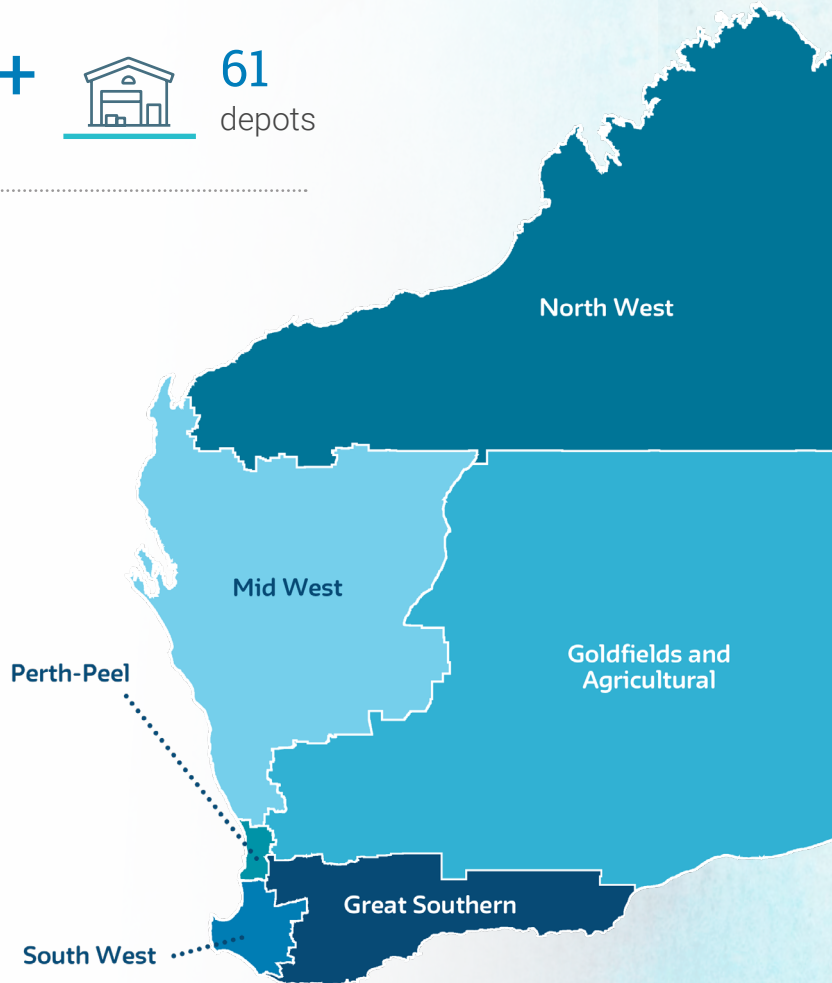 +
61
depots
North West
Mid West
Goldfields and
Agricultural
Perth-Peel
Great Southern
South West